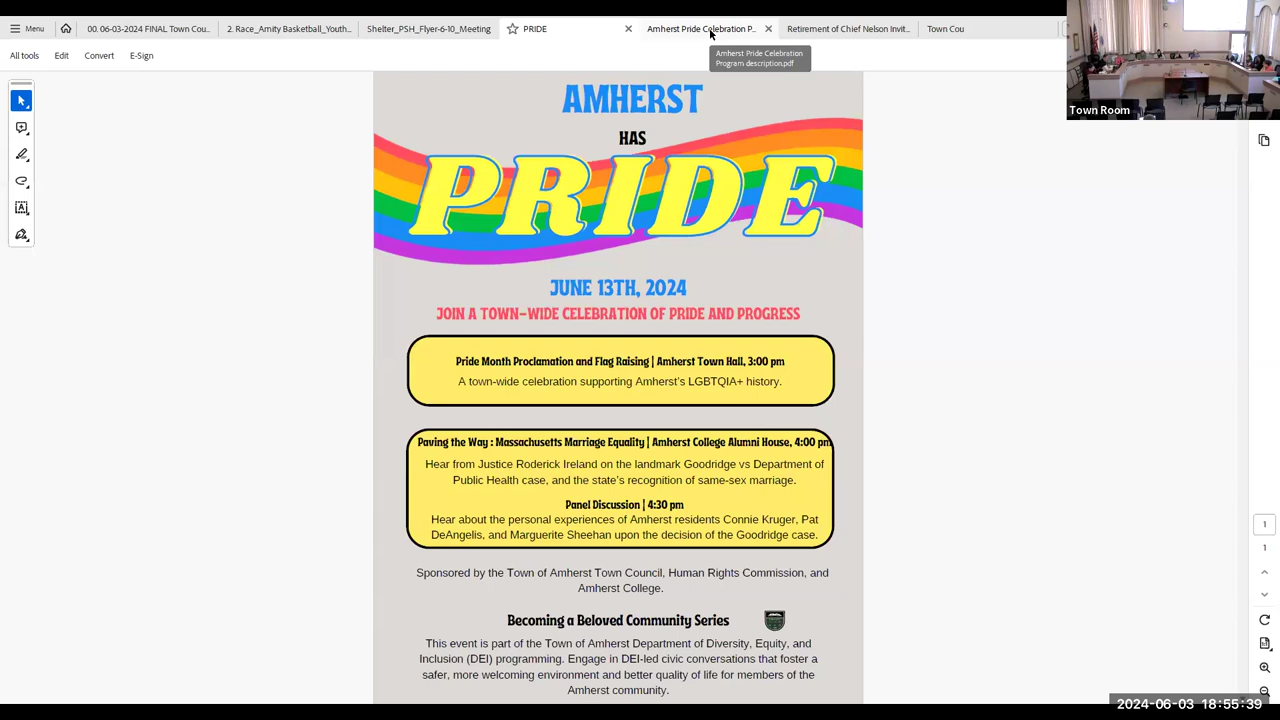 Menu
00. 06-03-2024 FINAL Town Cou...
2. Race_Amity Basketball_Youth...
Shelter_PSH_Flyer-6-10_Meeting
PRIDE
Amherst Pride Celebration P...
Retirement of Chief Nelson Invit...
Town Cou
All tools
Edit
Convert
E-Sign
Amherst Pride Celebration
Program description.pdf
Town Room
AMHERST
HAS
PRIDE
JUNE 13TH, 2024
JOIN A TOWN-WIDE CELEBRATION OF PRIDE AND PROGRESS
Pride Month Proclamation and Flag Raising | Amherst Town Hall, 3:00 pm
A town-wide celebration supporting Amherst's LGBTQIA+ history.
Paving the Way : Massachusetts Marriage Equality | Amherst College Alumni House, 4:00 pm
Hear from Justice Roderick Ireland on the landmark Goodridge vs Department of
Public Health case, and the state's recognition of same-sex marriage.
Panel Discussion | 4:30 pm
Hear about the personal experiences of Amherst residents Connie Kruger, Pat
DeAngelis, and Marguerite Sheehan upon the decision of the Goodridge case.
Sponsored by the Town of Amherst Town Council, Human Rights Commission, and
Amherst College.
Becoming a Beloved Community Series
This event is part of the Town of Amherst Department of Diversity, Equity, and
Inclusion (DEI) programming. Engage in DEI-led civic conversations that foster a
safer, more welcoming environment and better quality of life for members of the
Amherst community.
1
1
2024-06-03 18:55:39